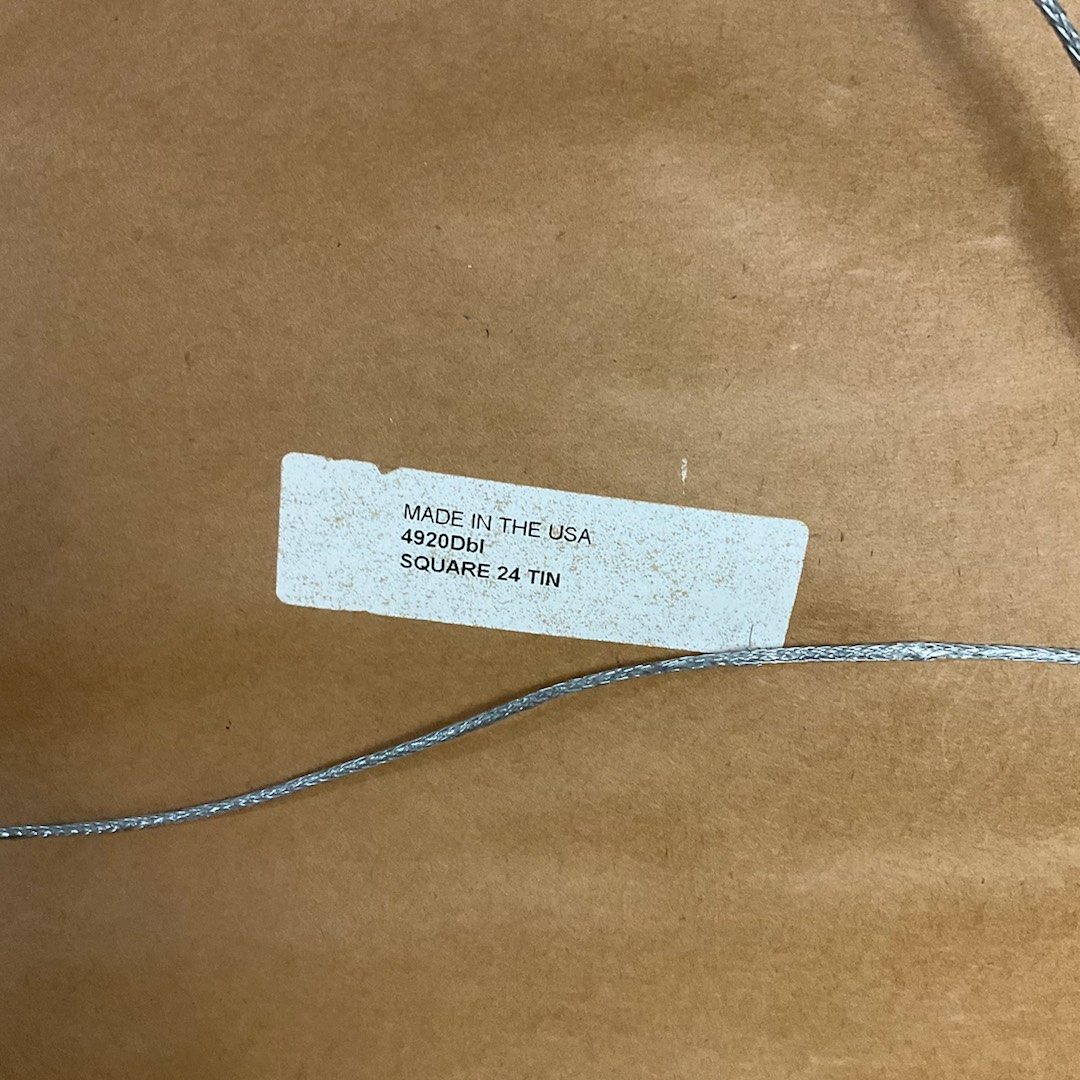 MADE IN THE USA
4920Dbl
SQUARE 24 TIN